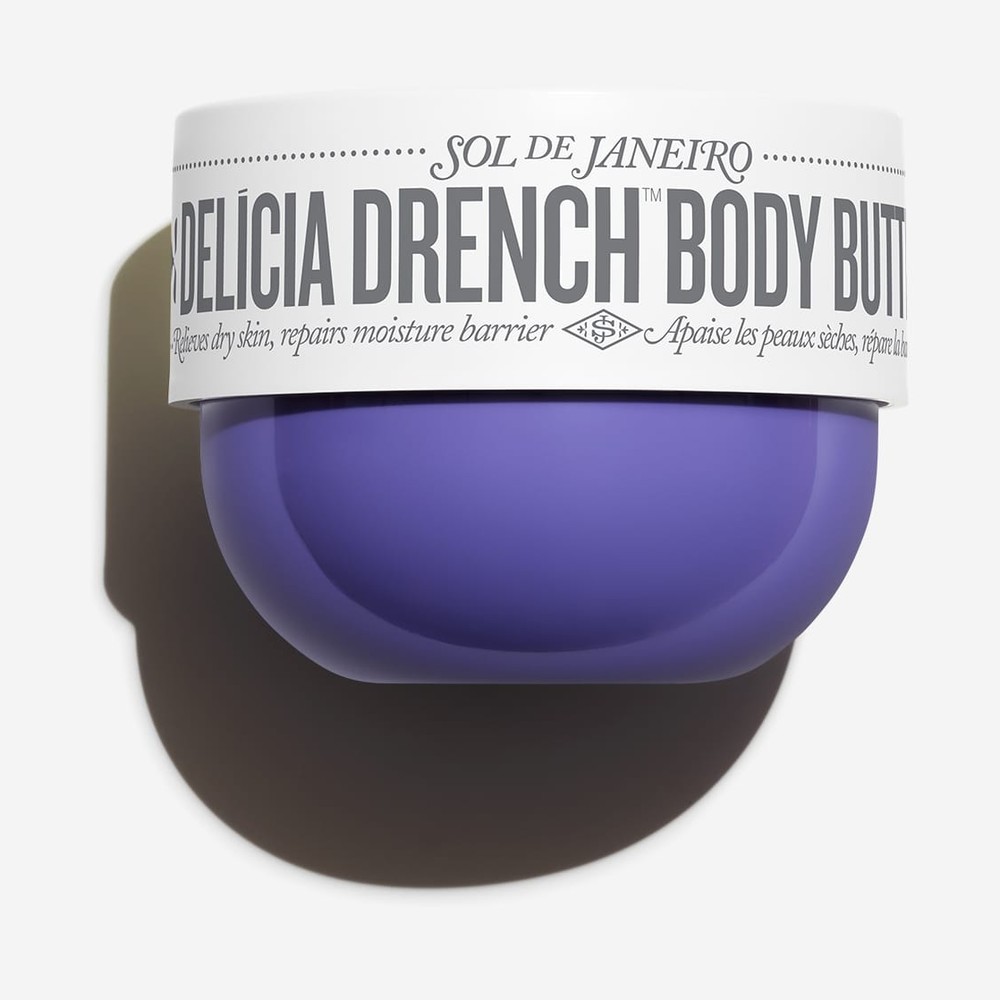 SOL DE JANEIRO
DELÍCIA DRENCH™ BODY BUTT
Relieves dry skin, repairs moisture barrier
Apaise les peaux sèches, répare la